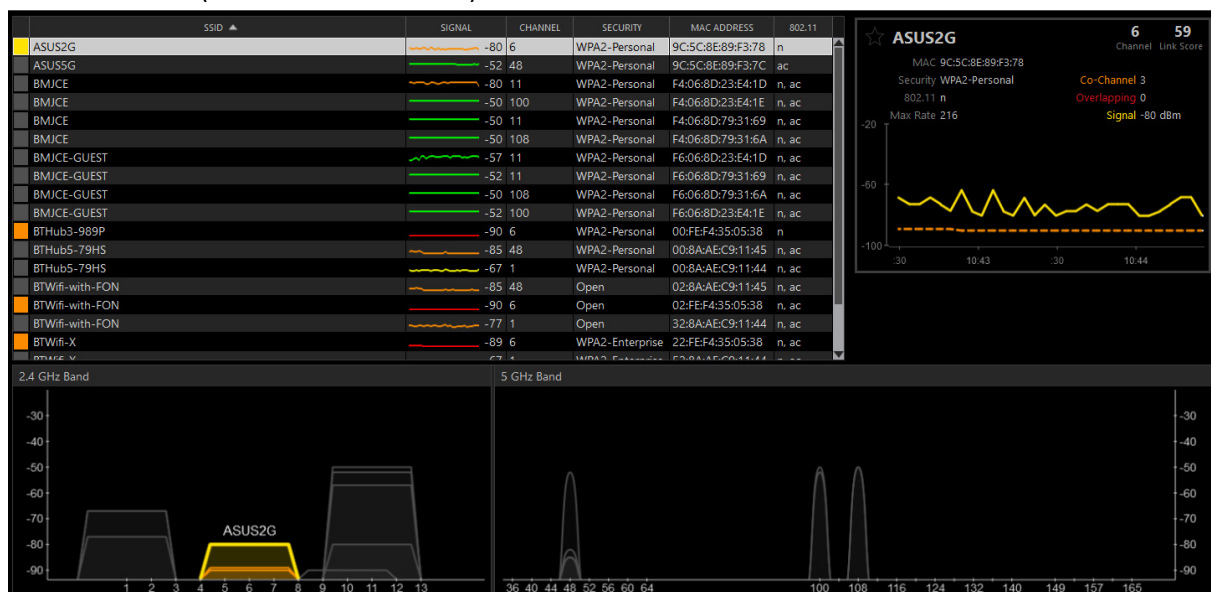 SSID SIGNAL CHANNEL SECURITY MAC ADDRESS 802.11
ASUS2G -80 6 WPA2-Personal 9C:5C:8E:89:F3:78 n
ASUS5G -52 48 WPA2-Personal 9C:5C:8E:89:F3:7C ac
BMJCE -80 11 WPA2-Personal F4:06:8D:23:E4:1D n, ac
BMJCE -50 100 WPA2-Personal F4:06:8D:23:E4:1E n, ac
BMJCE -50 11 WPA2-Personal F4:06:8D:79:31:69 n, ac
BMJCE -50 108 WPA2-Personal F4:06:8D:79:31:6A n, ac
BMJCE-GUEST -57 11 WPA2-Personal F6:06:8D:23:E4:1D n, ac
BMJCE-GUEST -52 11 WPA2-Personal F6:06:8D:79:31:69 n, ac
BMJCE-GUEST -50 108 WPA2-Personal F6:06:8D:79:31:6A n, ac
BMJCE-GUEST -52 100 WPA2-Personal F6:06:8D:23:E4:1E n, ac
BTHub3-989P -90 6 WPA2-Personal 00:FE:F4:35:05:38 n
BTHub5-79HS -85 48 WPA2-Personal 00:8A:AE:C9:11:45 n, ac
BTHub5-79HS -67 1 WPA2-Personal 00:8A:AE:C9:11:44 n, ac
BTWifi-with-FON -85 48 Open 02:8A:AE:C9:11:45 n, ac
BTWifi-with-FON -90 6 Open 02:FE:F4:35:05:38 n, ac
BTWifi-with-FON -77 1 Open 32:8A:AE:C9:11:44 n, ac
BTWifi-X -89 6 WPA2-Enterprise 22:FE:F4:35:05:38 n, ac
ASUS2G 6 59
Channel Link Score
MAC 9C:5C:8E:89:F3:78
Security WPA2-Personal Co-Channel 3
802.11 n Overlapping 0
Max Rate 216 Signal -80 dBm
-20
-60
-100
:30 10:43 :30 10:44
2.4 GHz Band
-30
-40
-50
-60
-70
-80
-90
ASUS2G
1 2 3 4 5 6 7 8 9 10 11 12 13
5 GHz Band
-30
-40
-50
-60
-70
-80
-90
36 40 44 48 52 56 60 64 100 108 116 124 132 140 149 157 165